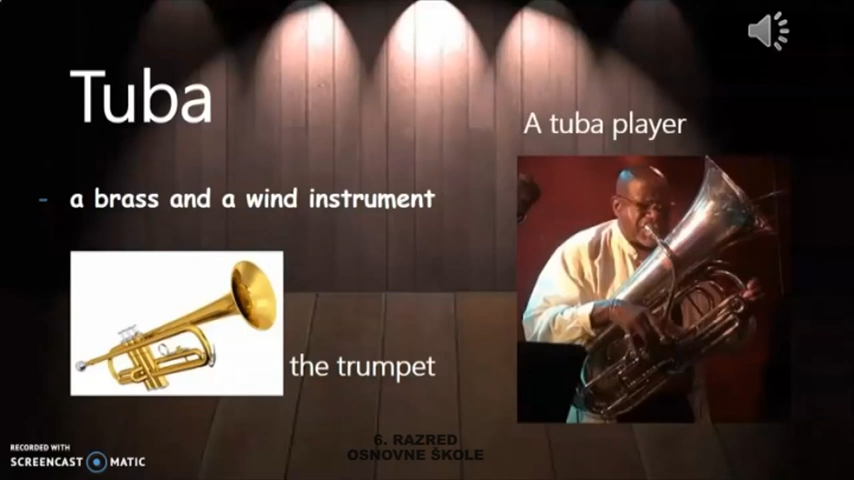 Tuba
A tuba player
- a brass and a wind instrument
the trumpet
6. RAZRED
OSNOVNE ŠKOLE
RECORDED WITH
SCREENCAST MATIC